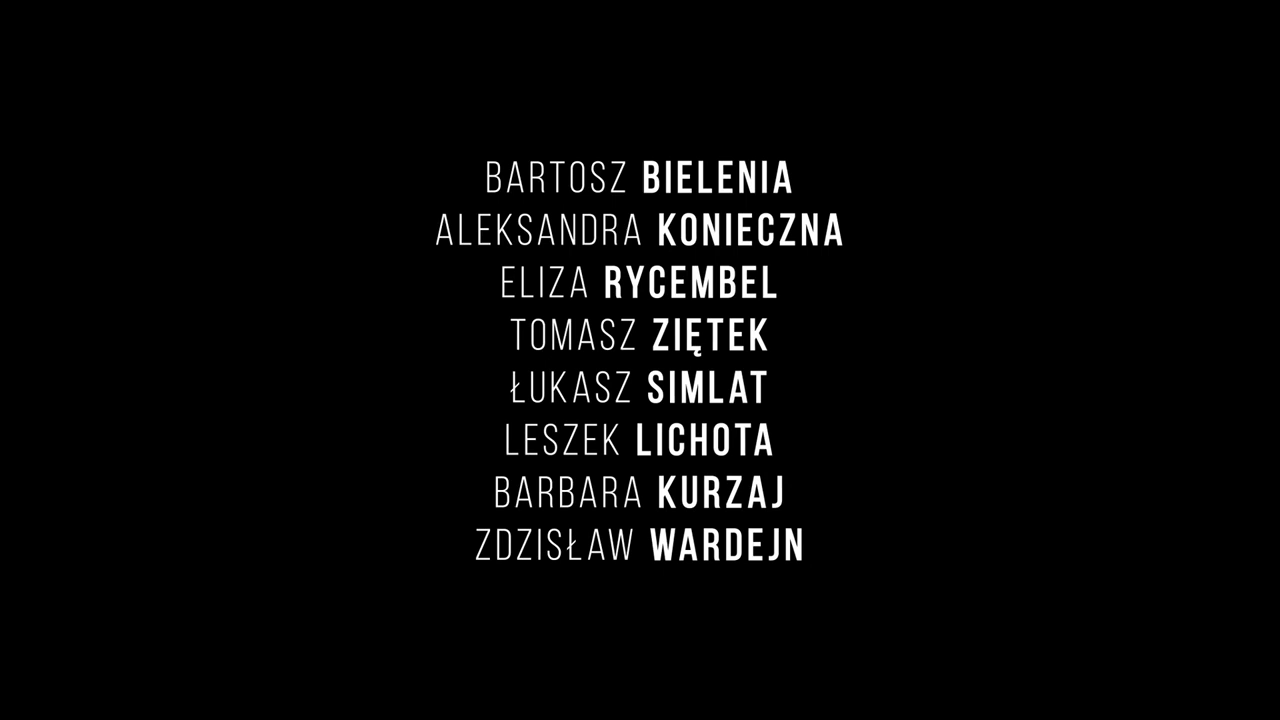 BARTOSZ BIELENIA
ALEKSANDRA KONIECZNA
ELIZA RYCEMBEL
TOMASZ ZIĘTEK
ŁUKASZ SIMLAT
LESZEK LICHOTA
BARBARA KURZAJ
ZDZISŁAW WARDEJN